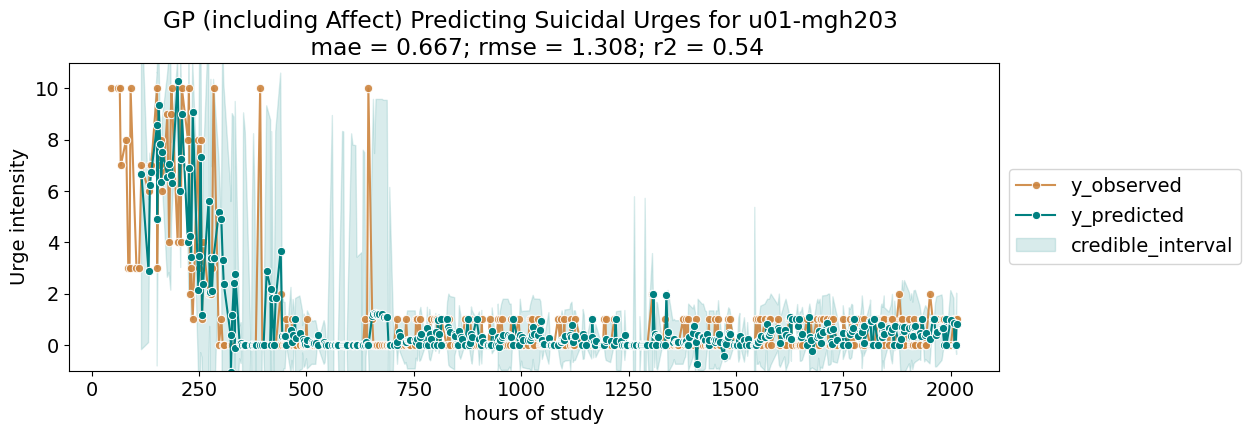 GP (including Affect) Predicting Suicidal Urges for u01-mgh203
mae = 0.667; rmse = 1.308; r2 = 0.54
Urge intensity
10
8
6
4
2
0
0 250 500 750 1000 1250 1500 1750 2000
hours of study
y_observed
y_predicted
credible_interval